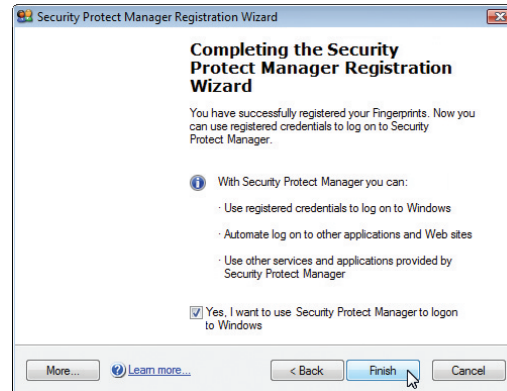 Security Protect Manager Registration Wizard
Completing the Security
Protect Manager Registration
Wizard
You have successfully registered your Fingerprints. Now you
can use registered credentials to log on to Security
Protect Manager.
With Security Protect Manager you can:
· Use registered credentials to log on to Windows
· Automate log on to other applications and Web sites
· Use other services and applications provided by
Security Protect Manager
Yes, I want to use Security Protect Manager to logon
to Windows
More... Learn more... < Back Finish Cancel